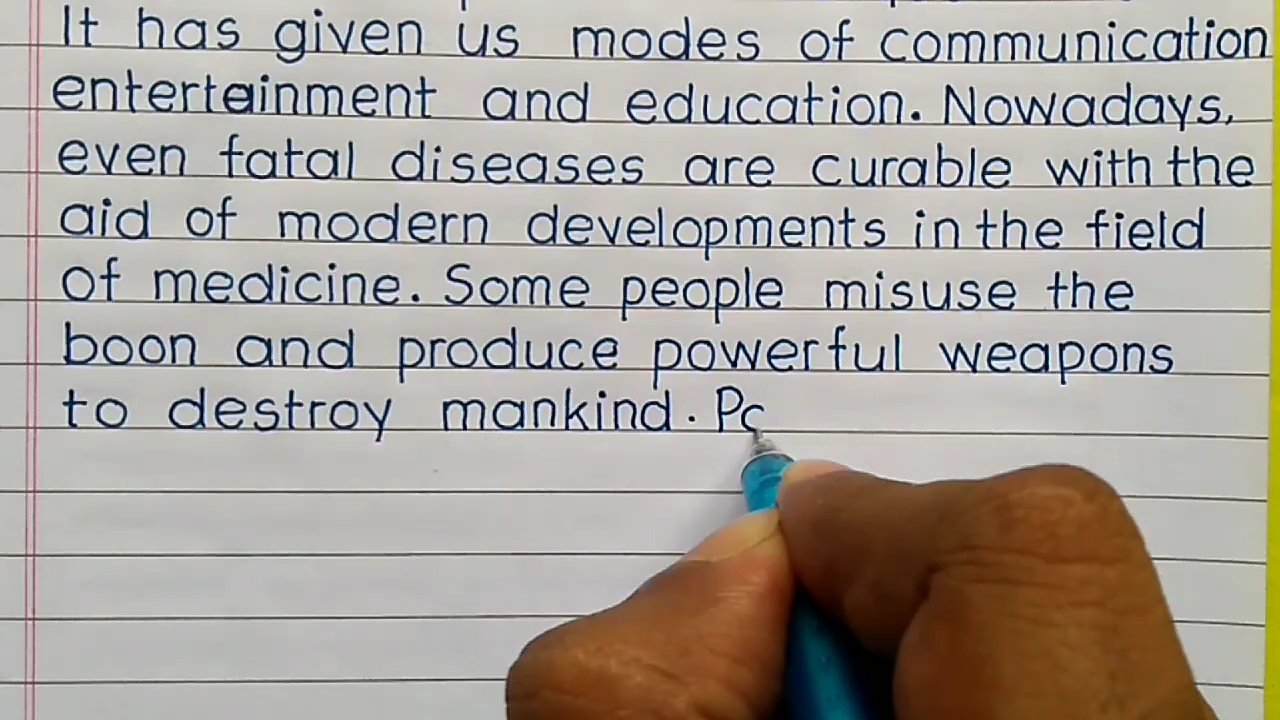 It has given us modes of communication
entertainment and education. Nowadays,
even fatal diseases are curable with the
aid of modern developments in the field
of medicine. Some people misuse the
boon and produce powerful weapons
to destroy mankind.